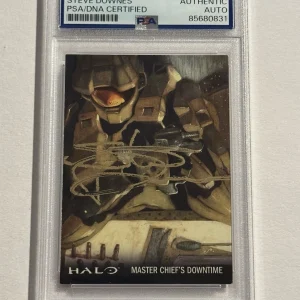 STEVE DOWNES
PSA/DNA CERTIFIED
AUTHENTIC
AUTO
85680831
PSA
HALO
MASTER CHIEF'S DOWNTIME